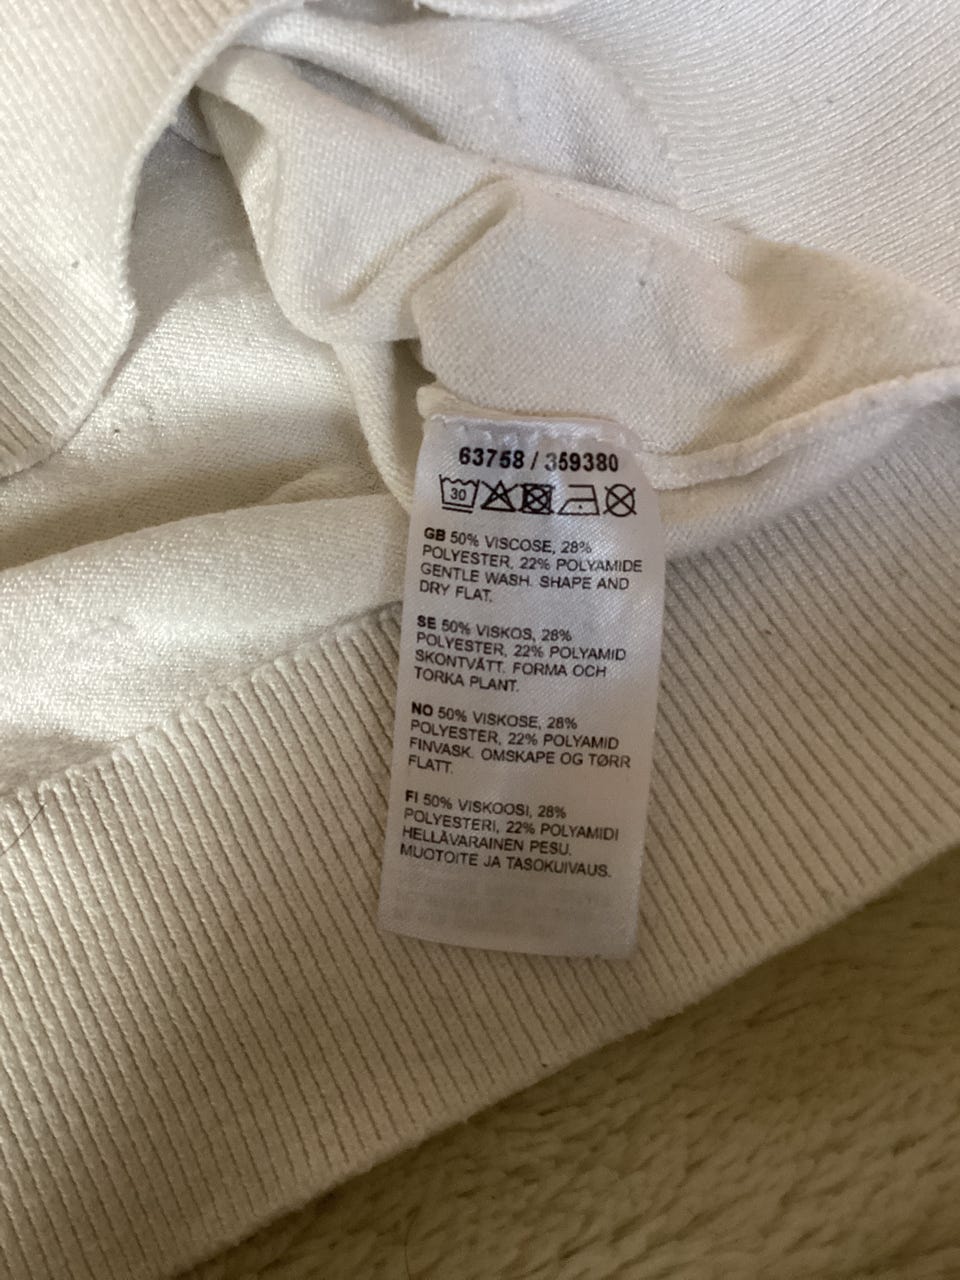 63758 / 359380
30
GB 50% VISCOSE, 28%
POLYESTER, 22% POLYAMIDE
GENTLE WASH. SHAPE AND
DRY FLAT.
SE 50% VISKOS, 28%
POLYESTER, 22% POLYAMID
SKONTVÄTT. FORMA OCH
TORKA PLANT.
NO 50% VISKOSE, 28%
POLYESTER, 22% POLYAMID
FINVASK. OMSKAPE OG TØRR
FLATT.
FI 50% VISKOOSI, 28%
POLYESTERI, 22% POLYAMIDI
HELLÄVARAINEN PESU.
MUOTOITE JA TASOKUIVAUS.